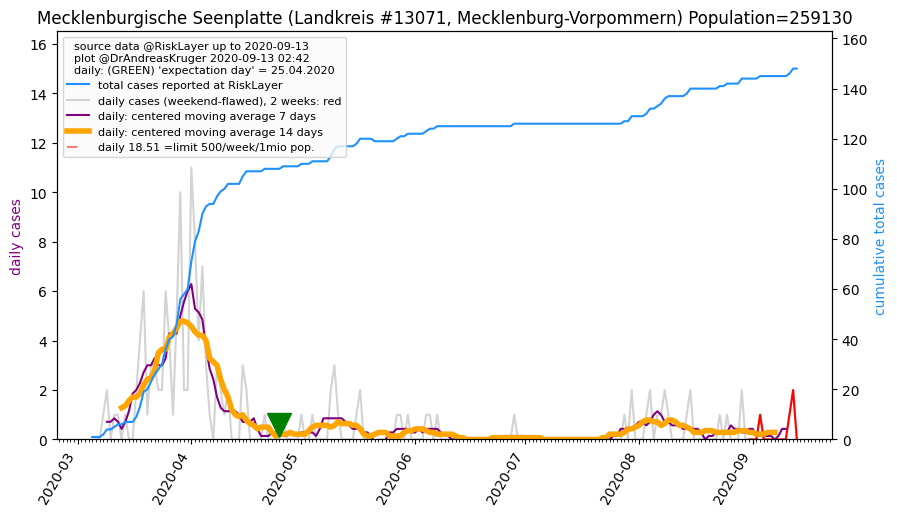 Mecklenburgische Seenplatte (Landkreis #13071, Mecklenburg-Vorpommern) Population=259130
source data @RiskLayer up to 2020-09-13
plot @DrAndreasKruger 2020-09-13 02:42
daily: (GREEN) 'expectation day' = 25.04.2020
total cases reported at RiskLayer
daily cases (weekend-flawed), 2 weeks: red
daily: centered moving average 7 days
daily: centered moving average 14 days
daily 18.51 =limit 500/week/1mio pop.
daily cases
16
14
12
10
8
6
4
2
0
160
140
120
100
80
60
40
20
0
cumulative total cases
2020-03
2020-04
2020-05
2020-06
2020-07
2020-08
2020-09